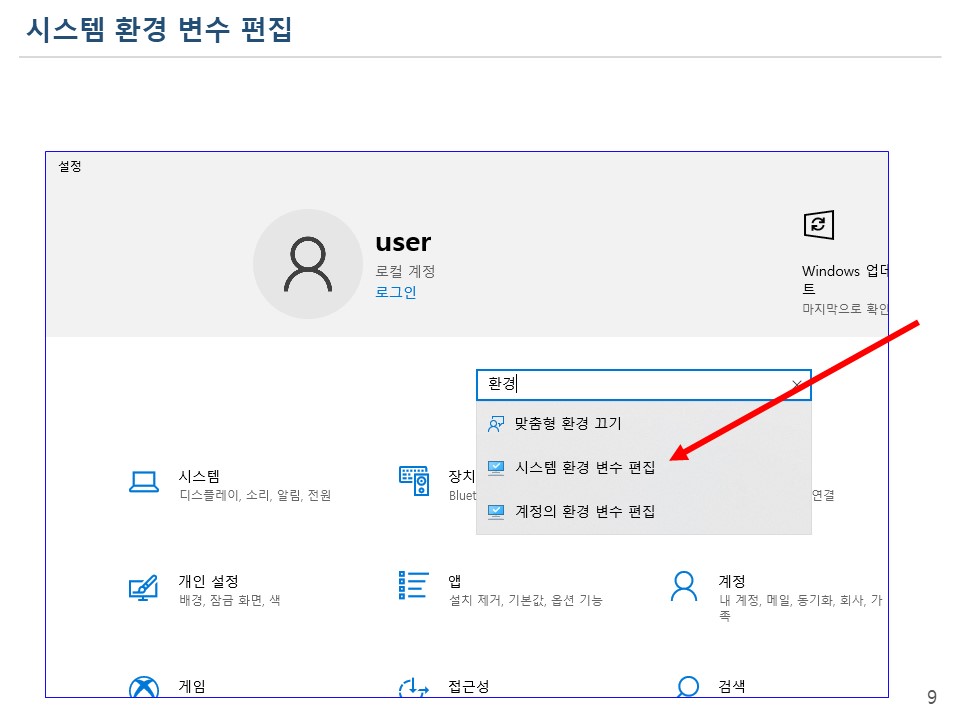 시스템 환경 변수 편집
설정
user
로컬 계정
로그인
Windows 업데
트
마지막으로 확인
환경
맞춤형 환경 끄기
시스템 환경 변수 편집
계정의 환경 변수 편집
시스템
디스플레이, 소리, 알림, 전원
장치
Bluet
연결
개인 설정
배경, 잠금 화면, 색
앱
설치 제거, 기본값, 옵션 기능
계정
내 계정, 메일, 동기화, 회사, 가
족
게임
접근성
검색
9